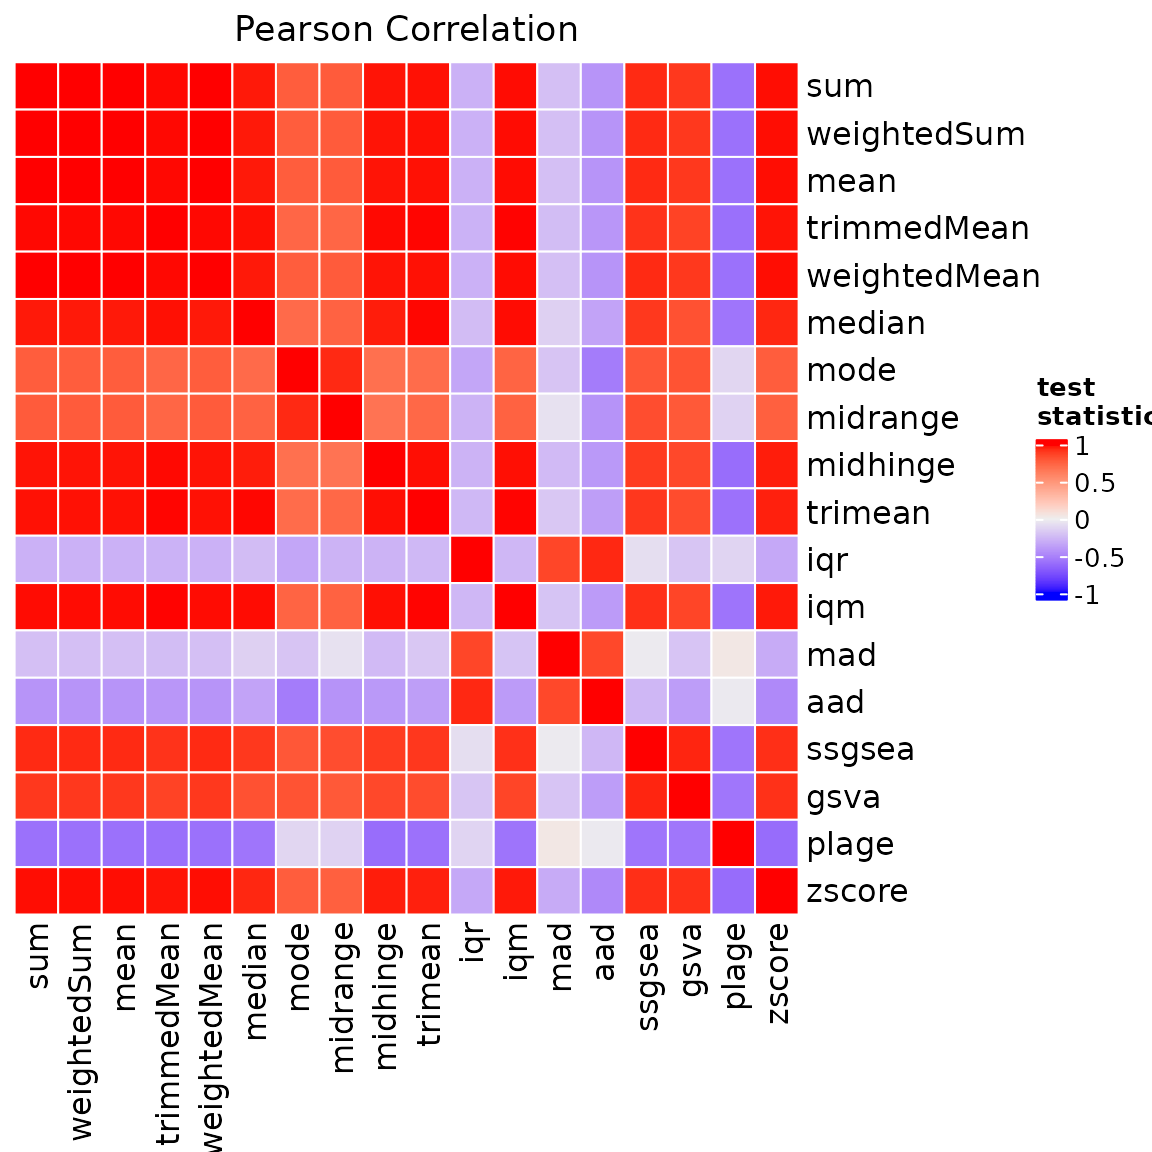 Pearson Correlation
sum
weightedSum
mean
trimmedMean
weightedMean
median
mode
midrange
midhinge
trimean
iqr
iqm
mad
aad
ssgsea
gsva
plage
zscore
test
statistic
1
0.5
0
-0.5
-1
sum
weightedSum
mean
trimmedMean
weightedMean
median
mode
midrange
midhinge
trimean
iqr
iqm
mad
aad
ssgsea
gsva
plage
zscore